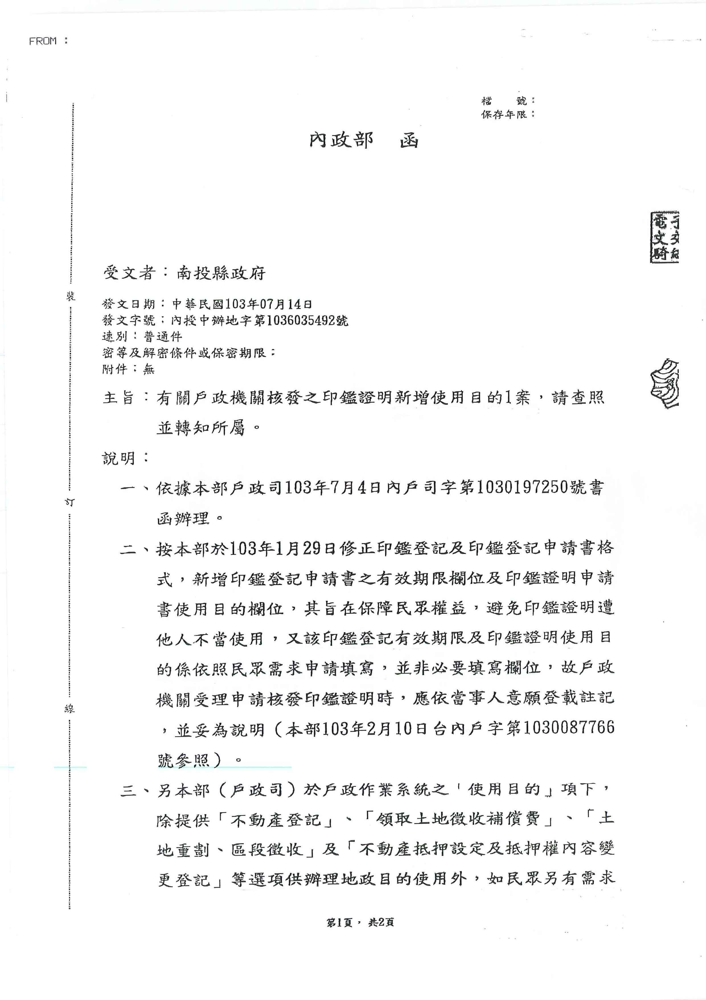 FROM：
檔　　號：
保存年限：
內政部　函
受文者：南投縣政府
發文日期：中華民國103年07月14日
發文字號：內授中辦地字第1036035492號
速別：普通件
密等及解密條件或保密期限：
附件：無
主旨：有關戶政機關核發之印鑑證明新增使用目的1案，請查照
並轉知所屬。
說明：
一、依據本部戶政司103年7月4日內戶司字第1030197250號書
函辦理。
二、按本部於103年1月29日修正印鑑登記及印鑑登記申請書格
式，新增印鑑登記申請書之有效期限欄位及印鑑證明申請
書使用目的欄位，其旨在保障民眾權益，避免印鑑證明遭
他人不當使用，又該印鑑登記有效期限及印鑑證明使用目
的係依照民眾需求申請填寫，並非必要填寫欄位，故戶政
機關受理申請核發印鑑證明時，應依當事人意願登載註記
，並妥為說明（本部103年2月10日台內戶字第1030087766
號參照）。
三、另本部（戶政司）於戶政作業系統之「使用目的」項下，
除提供「不動產登記」、「領取土地徵收補償費」、「土
地重劃、區段徵收」及「不動產抵押設定及抵押權內容變
更登記」等選項供辦理地政目的使用外，如民眾另有需求
第1頁，共2頁
裝
訂
線